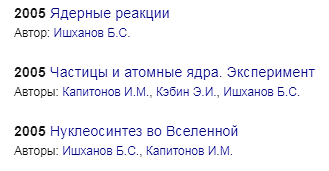 2005 Ядерные реакции
Автор: Ишханов Б.С.
2005 Частицы и атомные ядра. Эксперимент
Авторы: Капитонов И.М., Кэбин Э.И., Ишханов Б.С.
2005 Нуклеосинтез во Вселенной
Авторы: Ишханов Б.С., Капитонов И.М.